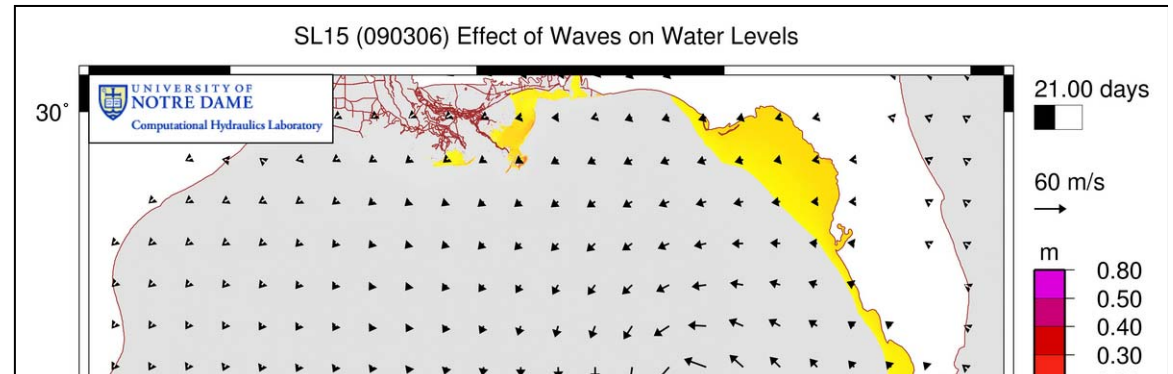 SL15 (090306) Effect of Waves on Water Levels
UNIVERSITY OF
NOTRE DAME
Computational Hydraulics Laboratory
30°
21.00 days
60 m/s
m
0.80
0.50
0.40
0.30